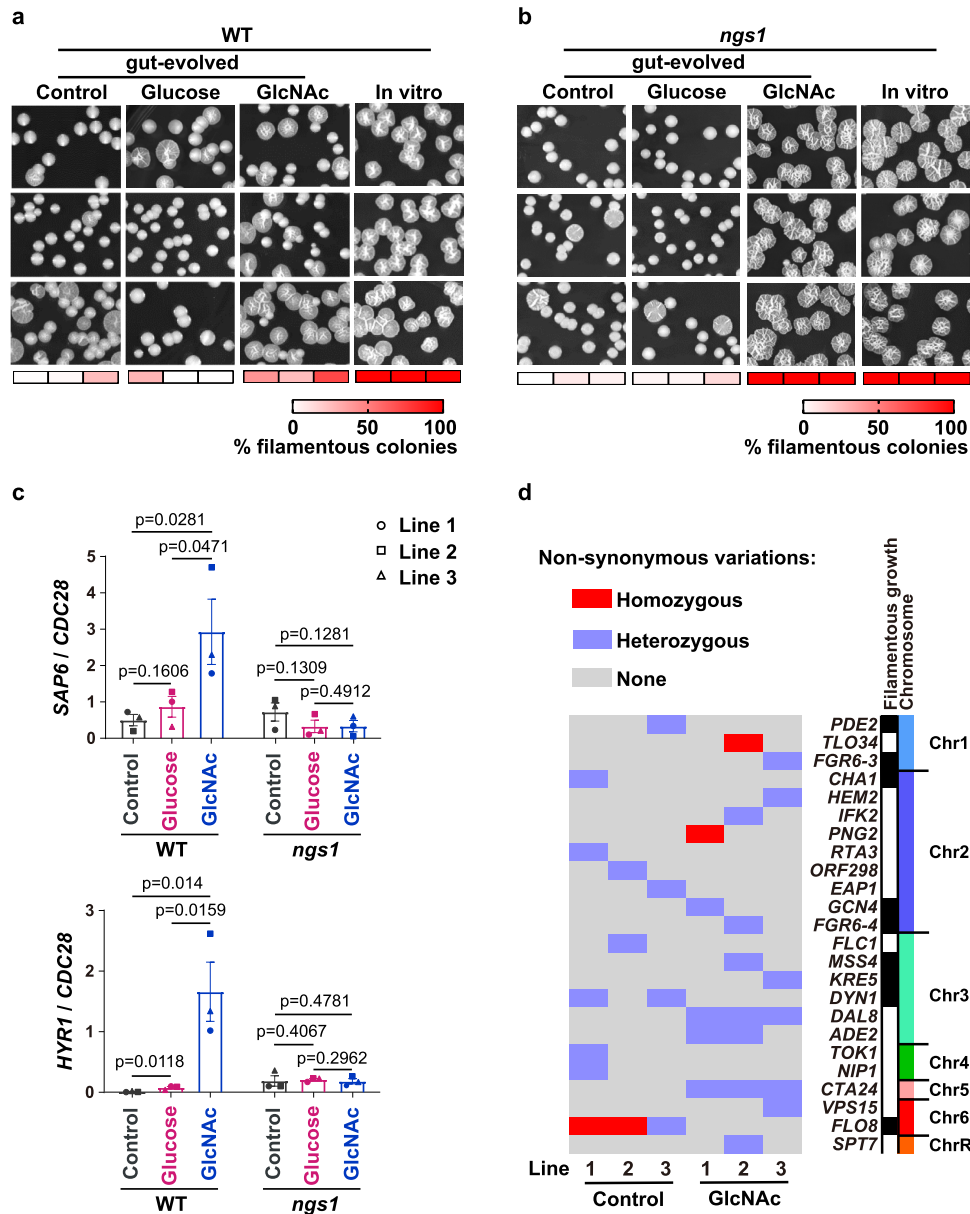 a
WT
gut-evolved
Control Glucose GlcNAc In vitro
0 50 100
% filamentous colonies
b
ngs1
gut-evolved
Control Glucose GlcNAc In vitro
0 50 100
% filamentous colonies
c
Line 1
Line 2
Line 3
SAP6 / CDC28
5
4
3
2
1
0
p=0.0281
p=0.0471
p=0.1606
p=0.1281
p=0.1309
p=0.4912
Control Glucose GlcNAc Control Glucose GlcNAc
WT ngs1
HYR1 / CDC28
3
2
1
0
p=0.014
p=0.0159
p=0.0118
p=0.4781
p=0.4067
p=0.2962
Control Glucose GlcNAc Control Glucose GlcNAc
WT ngs1
d
Non-synonymous variations:
Homozygous
Heterozygous
None
Filamentous growth
Chromosome
PDE2
TLO34
FGR6-3
CHA1
HEM2
IFK2
PNG2
RTA3
ORF298
EAP1
GCN4
FGR6-4
FLC1
MSS4
KRE5
DYN1
DAL8
ADE2
TOK1
NIP1
CTA24
VPS15
FLO8
SPT7
Chr1
Chr2
Chr3
Chr4
Chr5
Chr6
ChrR
Line 1 2 3 1 2 3
Control GlcNAc